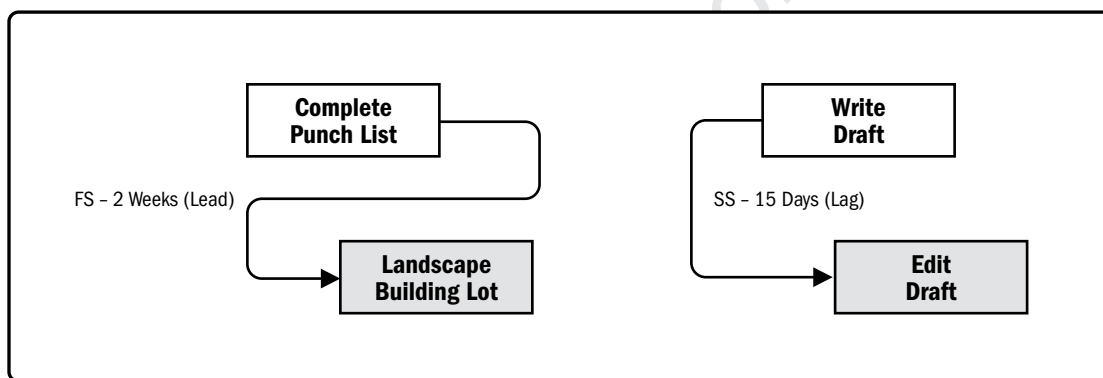 Complete
Punch List
FS – 2 Weeks (Lead)
Landscape
Building Lot
Write
Draft
SS – 15 Days (Lag)
Edit
Draft